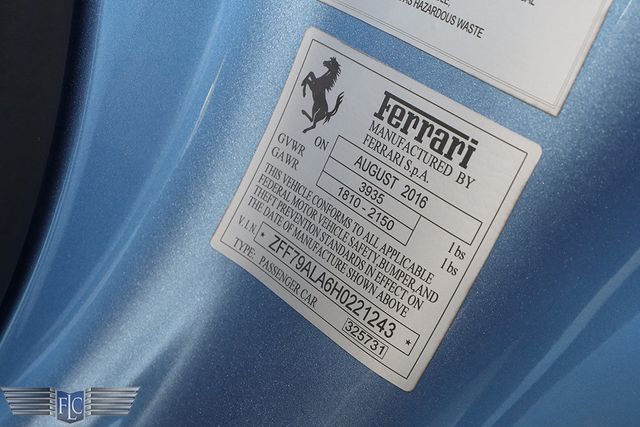 AS HAZARDOUS WASTE
Ferrari
MANUFACTURED BY
FERRARI S.p.A.
ON AUGUST 2016
GVWR 3935 lbs
GAWR 1810 - 2150 lbs
THIS VEHICLE CONFORMS TO ALL APPLICABLE
FEDERAL MOTOR VEHICLE SAFETY BUMPER, AND
THEFT PREVENTION STANDARDS IN EFFECT ON
THE DATE OF MANUFACTURE SHOWN ABOVE
V.I.N. * ZFF79ALA6H0221243 *
TYPE: PASSENGER CAR 325731
FLC